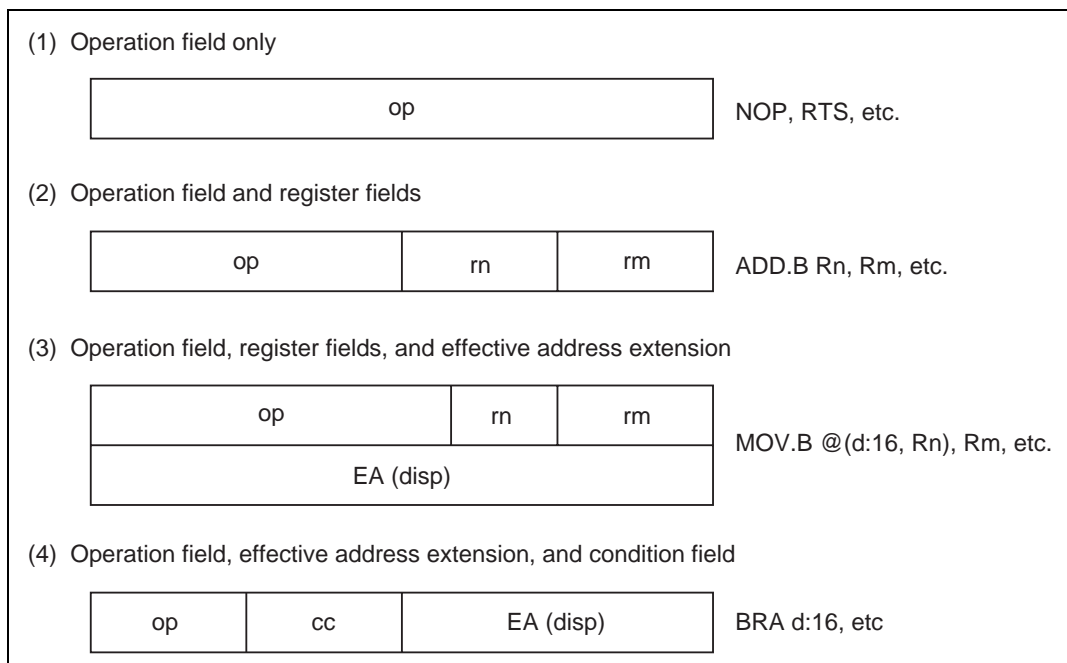 (1) Operation field only
op
NOP, RTS, etc.
(2) Operation field and register fields
op rn rm
ADD.B Rn, Rm, etc.
(3) Operation field, register fields, and effective address extension
op rn rm
EA (disp)
MOV.B @(d:16, Rn), Rm, etc.
(4) Operation field, effective address extension, and condition field
op cc EA (disp)
BRA d:16, etc